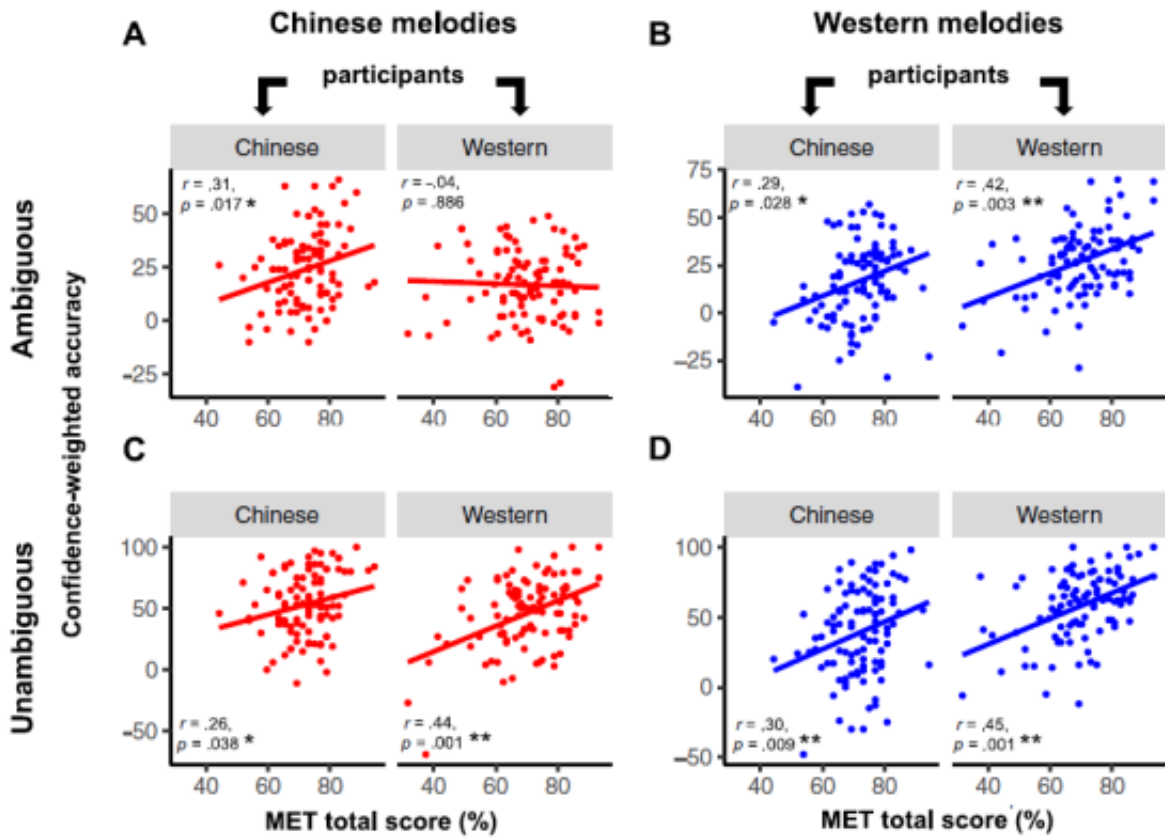 A Chinese melodies
B Western melodies
participants
participants
Chinese
Western
Chinese
Western
r = .31,
p = .017 *
r = –.04,
p = .886
r = .29,
p = .028 *
r = .42,
p = .003 **
50
25
0
−25
75
50
25
0
−25
40 60 80
40 60 80
40 60 80
40 60 80
Ambiguous
Confidence-weighted accuracy
Unambiguous
C
D
Chinese
Western
Chinese
Western
100
50
0
−50
100
50
0
−50
r = .26,
p = .038 *
r = .44,
p = .001 **
r = .30,
p = .009 **
r = .45,
p = .001 **
40 60 80
40 60 80
40 60 80
40 60 80
MET total score (%)
MET total score (%)